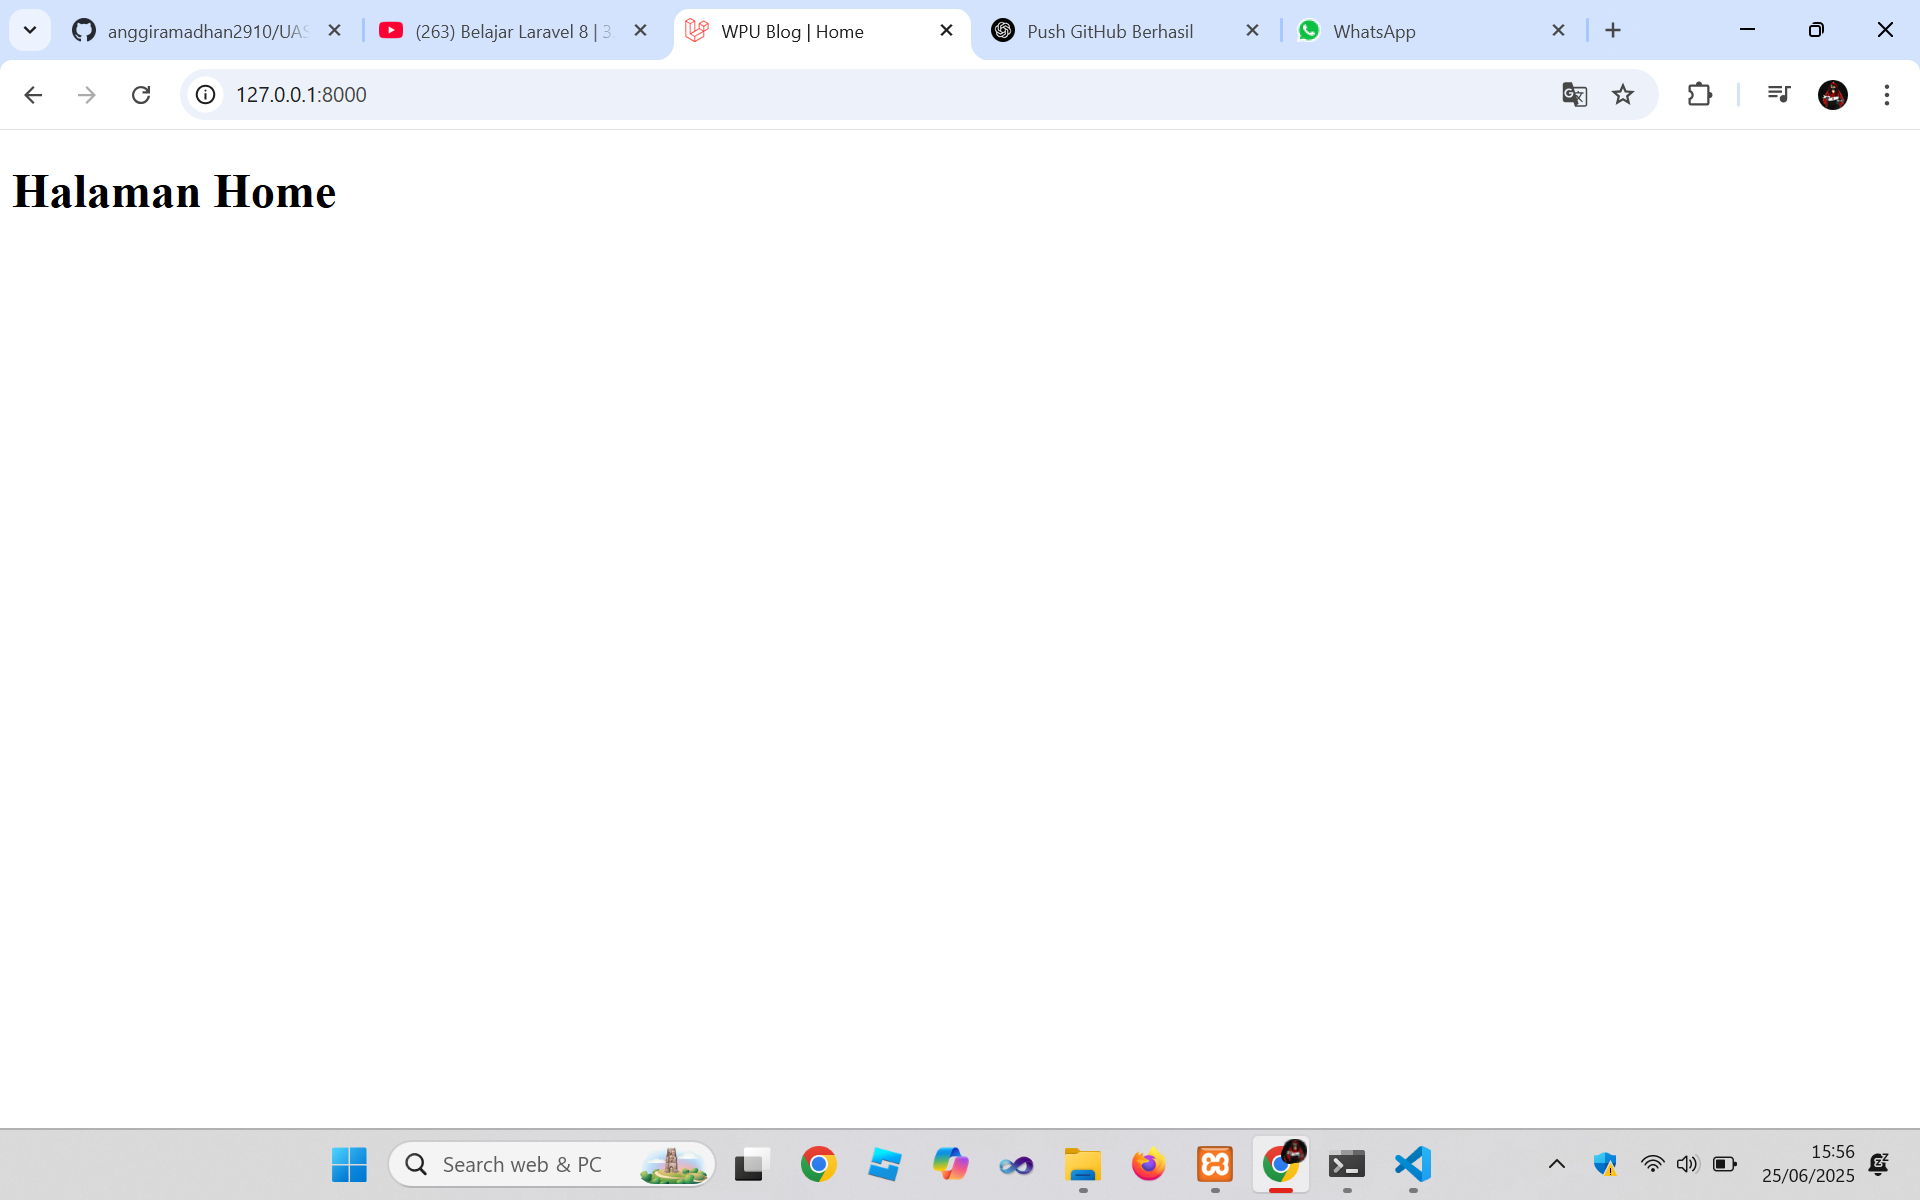 anggiramadhan2910/UAS
(263) Belajar Laravel 8 | 3
WPU Blog | Home
Push GitHub Berhasil
WhatsApp
127.0.0.1:8000
Halaman Home
Search web & PC
15:56
25/06/2025